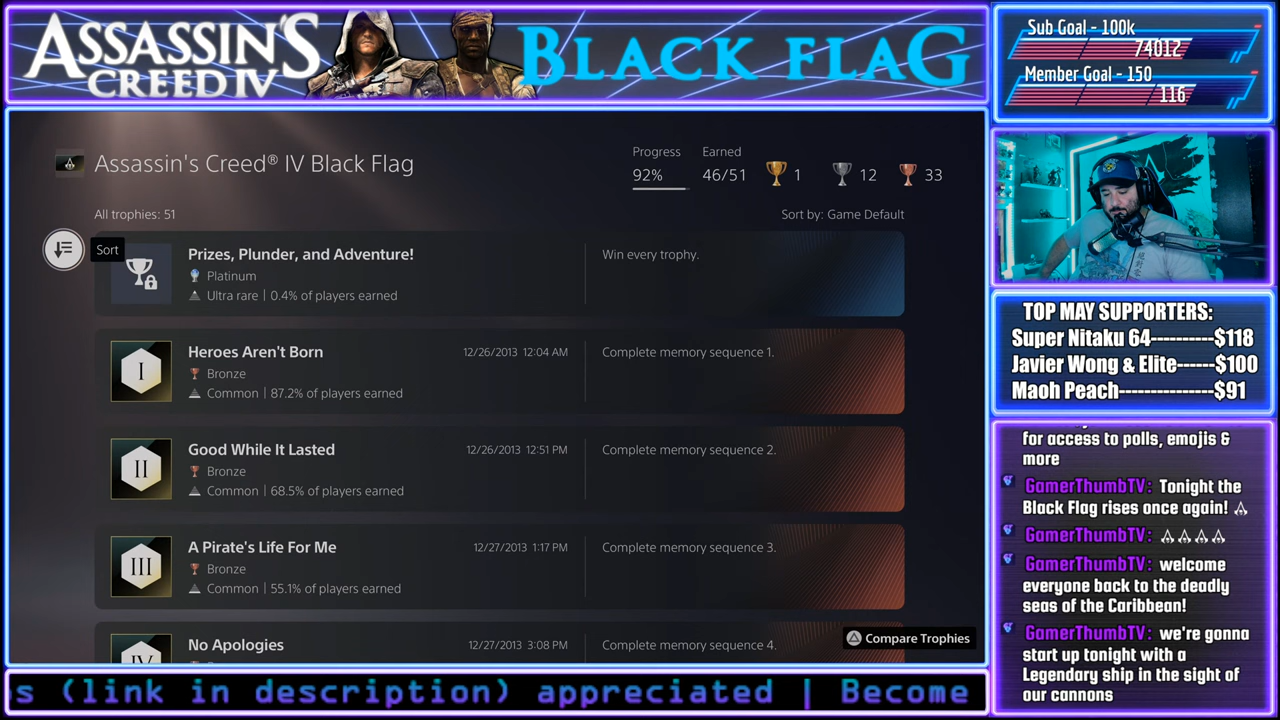 ASSASSIN'S
CREED IV
BLACK FLAG
Sub Goal - 100k
74012
Member Goal - 150
116
Assassin's Creed® IV Black Flag
Progress
92%
Earned
46/51
1
12
33
All trophies: 51
Sort by: Game Default
Sort
Prizes, Plunder, and Adventure!
Platinum
Ultra rare | 0.4% of players earned
Win every trophy.
I
Heroes Aren't Born
12/26/2013 12:04 AM
Bronze
Common | 87.2% of players earned
Complete memory sequence 1.
II
Good While It Lasted
12/26/2013 12:51 PM
Bronze
Common | 68.5% of players earned
Complete memory sequence 2.
III
A Pirate's Life For Me
12/27/2013 1:17 PM
Bronze
Common | 55.1% of players earned
Complete memory sequence 3.
IV
No Apologies
12/27/2013 3:08 PM
Complete memory sequence 4.
Compare Trophies
TOP MAY SUPPORTERS:
Super Nitaku 64----------$118
Javier Wong & Elite------$100
Maoh Peach---------------$91
for access to polls, emojis &
more
GamerThumbTV: Tonight the
Black Flag rises once again!
GamerThumbTV:
GamerThumbTV: welcome
everyone back to the deadly
seas of the Caribbean!
GamerThumbTV: we're gonna
start up tonight with a
Legendary ship in the sight of
our cannons
s (link in description) appreciated | Become